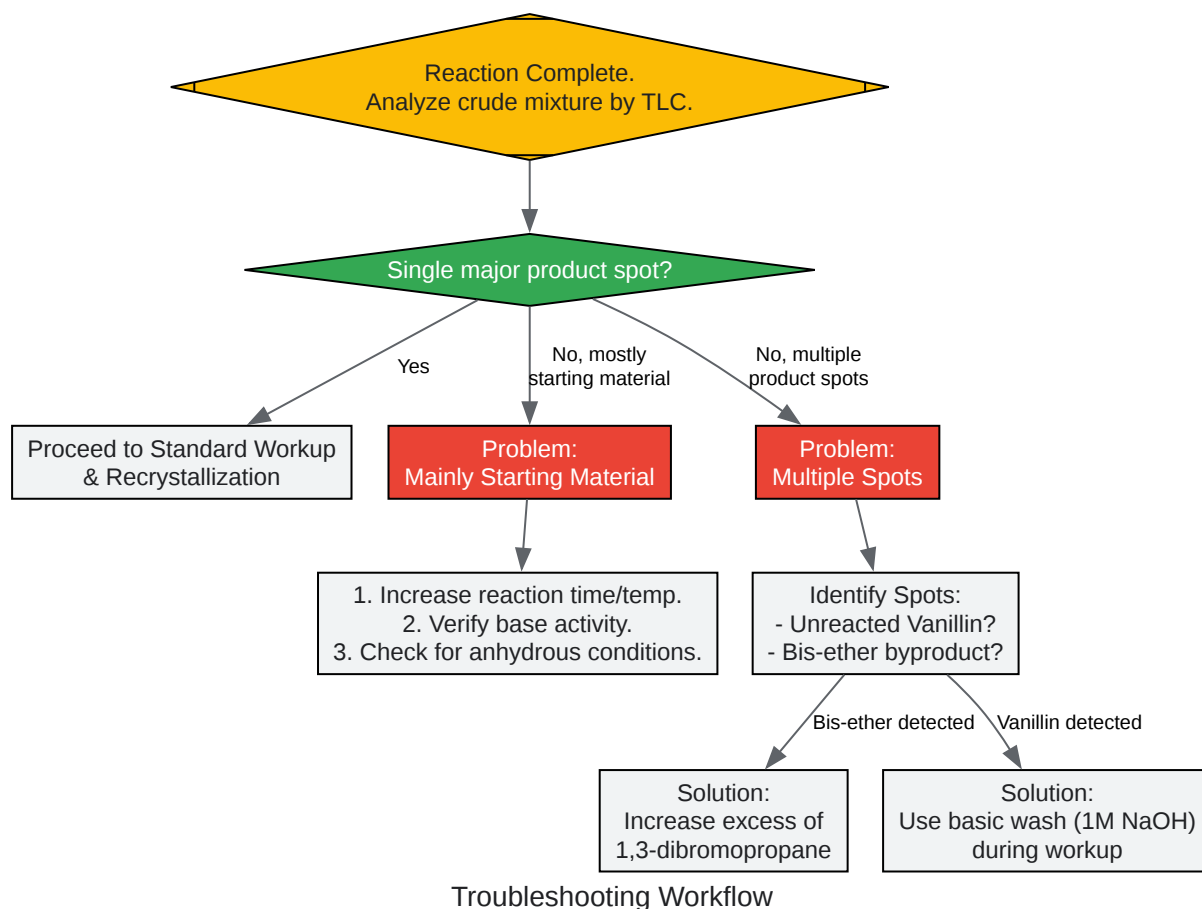 Reaction Complete.
Analyze crude mixture by TLC.
Single major product spot?
Yes
No, mostly
starting material
No, multiple
product spots
Proceed to Standard Workup
& Recrystallization
Problem:
Mainly Starting Material
Problem:
Multiple Spots
1. Increase reaction time/temp.
2. Verify base activity.
3. Check for anhydrous conditions.
Identify Spots:
- Unreacted Vanillin?
- Bis-ether byproduct?
Bis-ether detected
Vanillin detected
Solution:
Increase excess of
1,3-dibromopropane
Solution:
Use basic wash (1M NaOH)
during workup
Troubleshooting Workflow